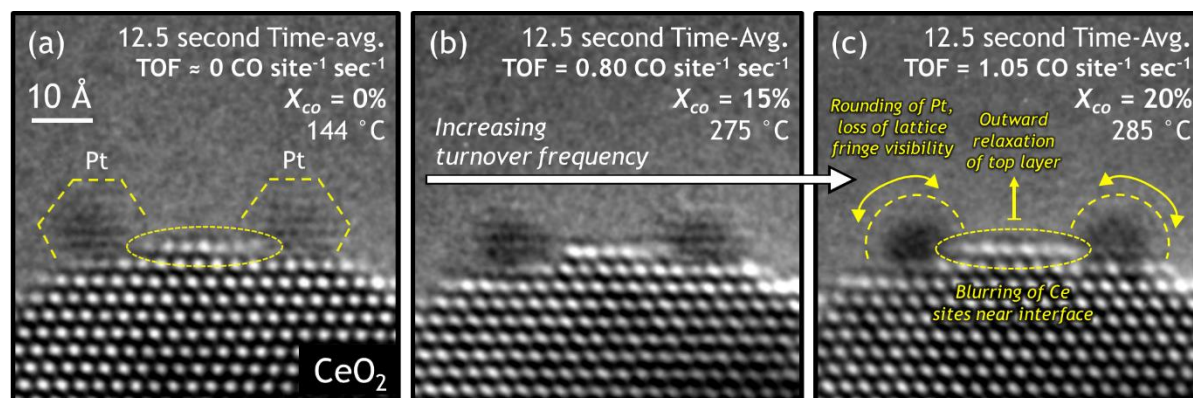 (a)
12.5 second Time-avg.
TOF ≈ 0 CO site⁻¹ sec⁻¹
X_co = 0%
144 °C
10 Å
Pt
Pt
CeO₂
(b)
12.5 second Time-Avg.
TOF = 0.80 CO site⁻¹ sec⁻¹
X_co = 15%
275 °C
Increasing
turnover frequency
(c)
12.5 second Time-Avg.
TOF = 1.05 CO site⁻¹ sec⁻¹
X_co = 20%
285 °C
Rounding of Pt,
loss of lattice
fringe visibility
Outward
relaxation
of top layer
Blurring of Ce
sites near interface